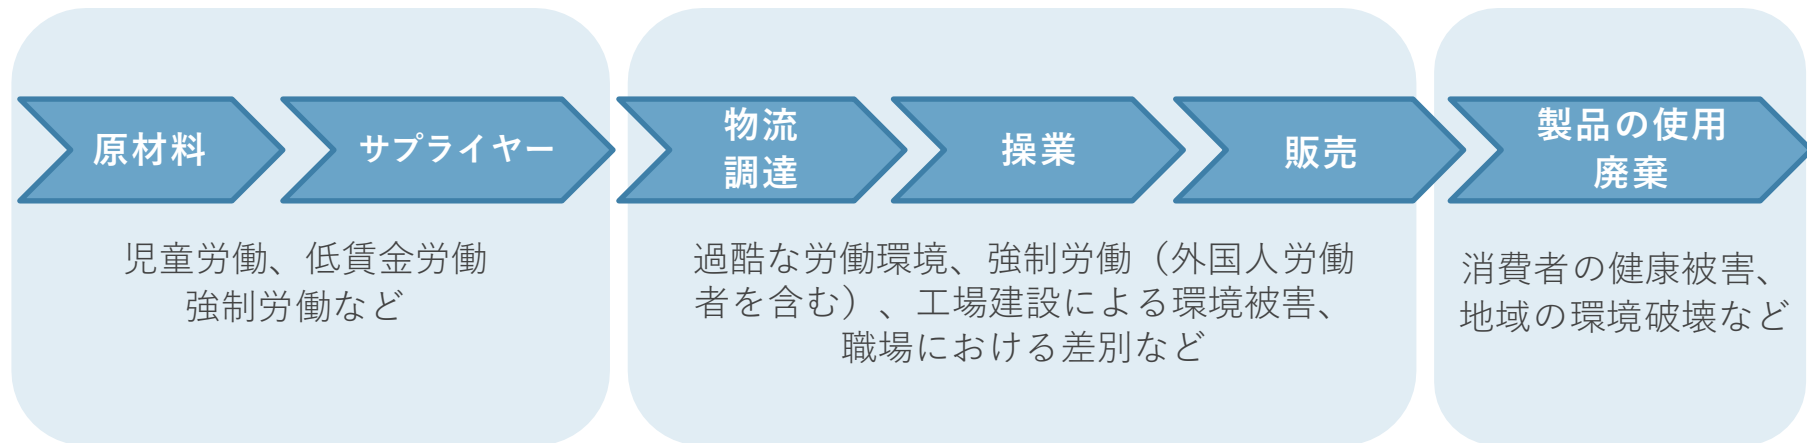 原材料
サプライヤー
物流
調達
操業
販売
製品の使用
廃棄
児童労働、低賃金労働
強制労働など
過酷な労働環境、強制労働（外国人労働
者を含む）、工場建設による環境被害、
職場における差別など
消費者の健康被害、
地域の環境破壊など